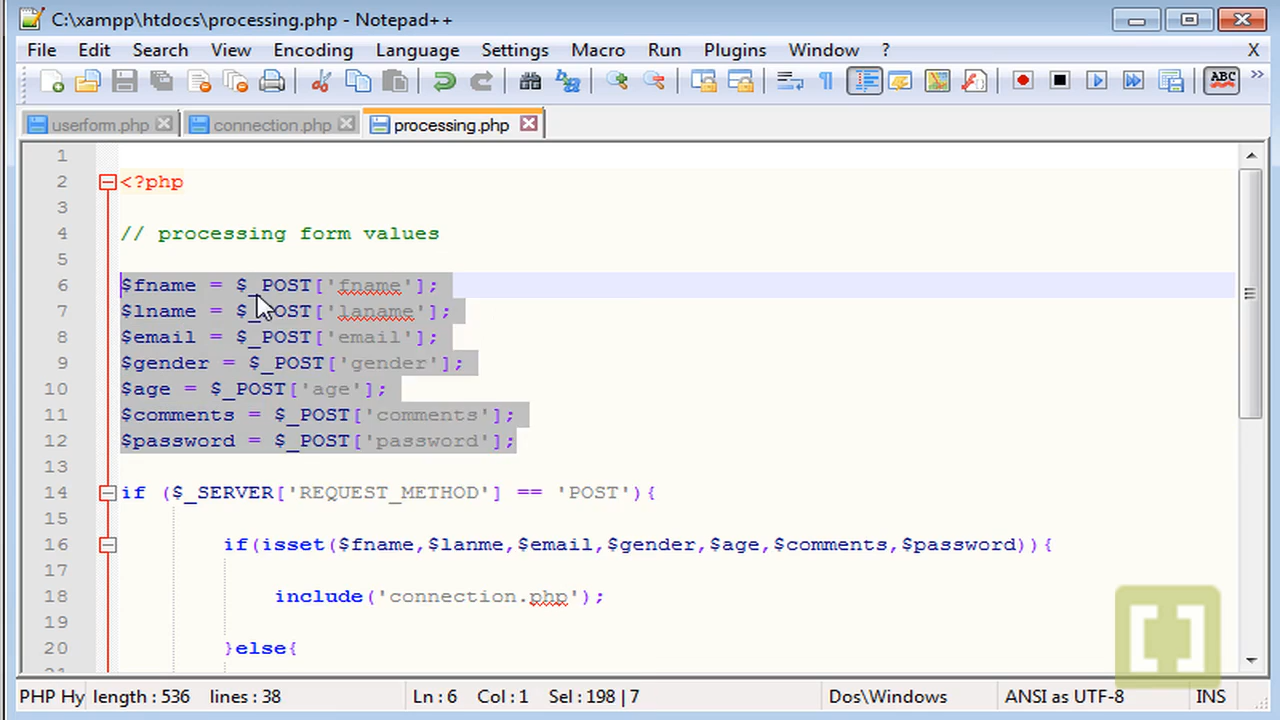 C:\xampp\htdocs\processing.php - Notepad++
File Edit Search View Encoding Language Settings Macro Run Plugins Window ? X
ABC
userform.php connection.php processing.php
1
2 <?php
3
4 // processing form values
5
6 $fname = $_POST['fname'];
7 $lname = $_POST['laname'];
8 $email = $_POST['email'];
9 $gender = $_POST['gender'];
10 $age = $_POST['age'];
11 $comments = $_POST['comments'];
12 $password = $_POST['password'];
13
14 if ($_SERVER['REQUEST_METHOD'] == 'POST'){
15
16 if(isset($fname,$lanme,$email,$gender,$age,$comments,$password)){
17
18 include('connection.php');
19
20 }else{
21
PHP Hy length : 536 lines : 38 Ln : 6 Col : 1 Sel : 198 | 7 Dos\Windows ANSI as UTF-8 INS